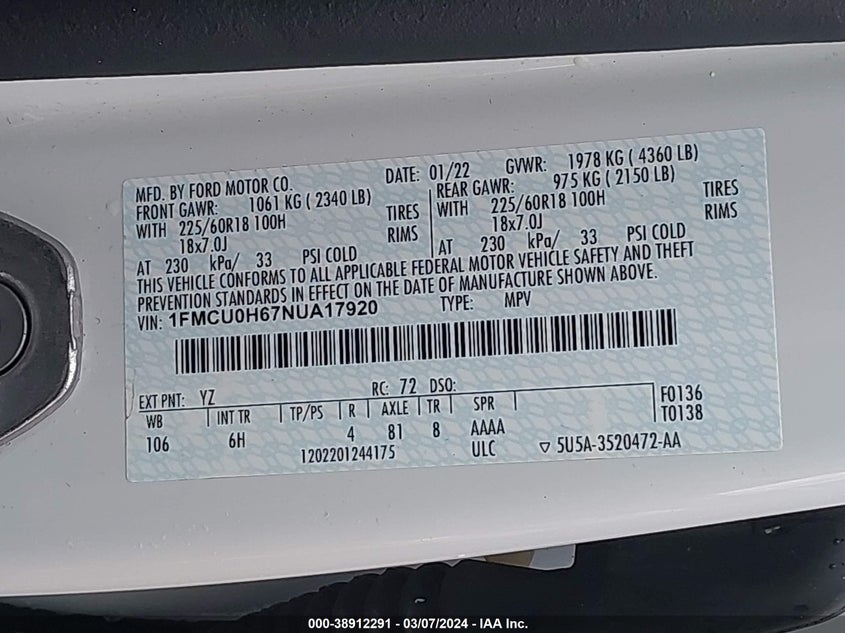 MFD. BY FORD MOTOR CO. DATE: 01/22 GVWR: 1978 KG ( 4360 LB)
FRONT GAWR: 1061 KG ( 2340 LB) REAR GAWR: 975 KG ( 2150 LB)
WITH 225/60R18 100H TIRES WITH 225/60R18 100H TIRES
18x7.0J RIMS 18x7.0J RIMS
AT 230 kPa/ 33 PSI COLD AT 230 kPa/ 33 PSI COLD
THIS VEHICLE CONFORMS TO ALL APPLICABLE FEDERAL MOTOR VEHICLE SAFETY AND THEFT
PREVENTION STANDARDS IN EFFECT ON THE DATE OF MANUFACTURE SHOWN ABOVE.
VIN: 1FMCU0H67NUA17920 TYPE: MPV
EXT PNT: YZ RC: 72 DSO: F0136
WB INT TR TP/PS R AXLE TR SPR T0138
106 6H 4 81 8 AAAA
1202201244175 ULC ▽ 5U5A-3520472-AA
000-38912291 - 03/07/2024 - IAA Inc.